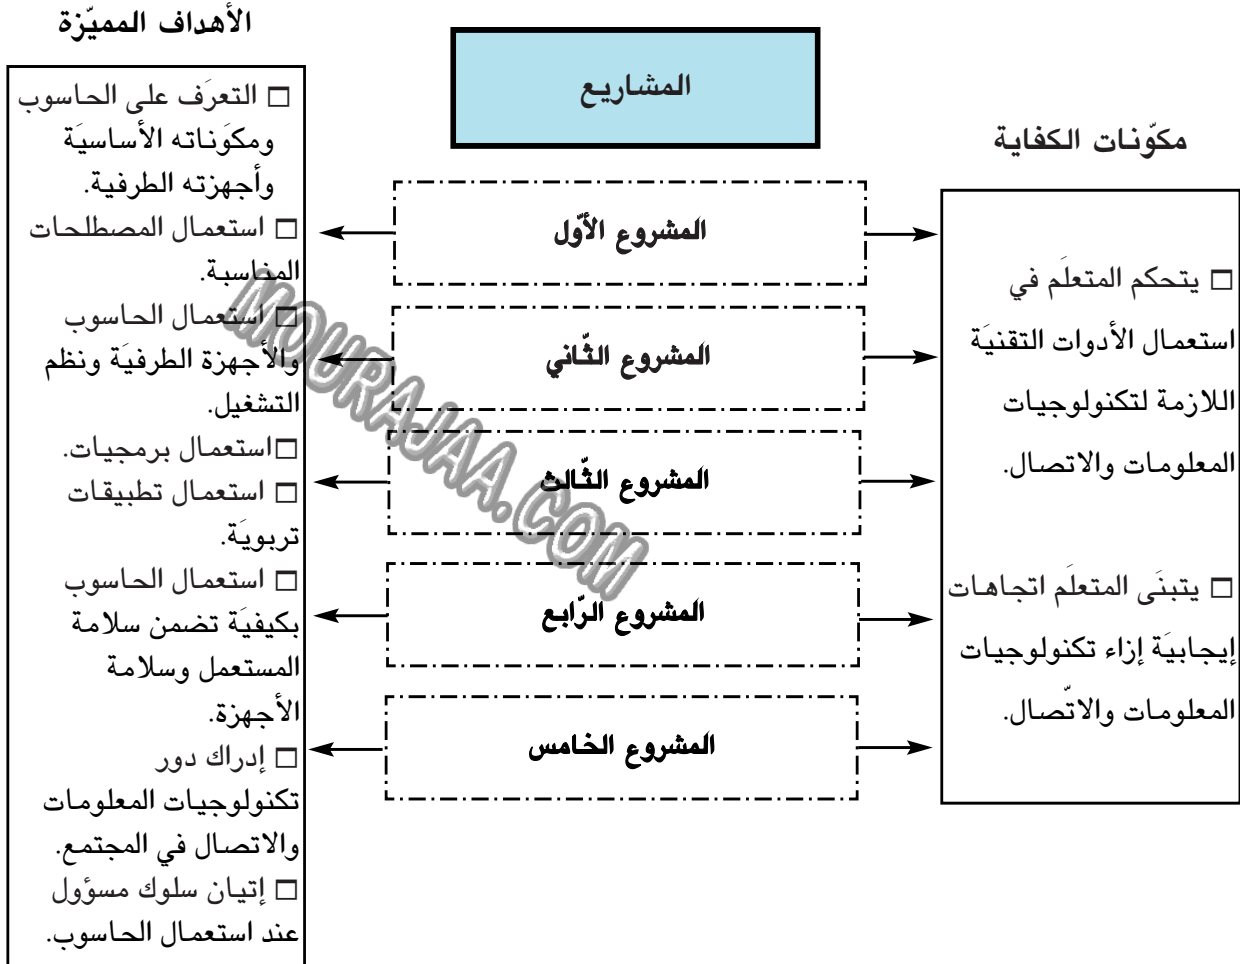 المشاريع
مكوّنات الكفاية
□ يتحكم المتعلَم في
استعمال الأدوات التقنيَة
اللازمة لتكنولوجيات
المعلومات والاتصال.
□ يتبنَى المتعلَم اتجاهات
إيجابيَة إزاء تكنولوجيات
المعلومات والاتّصال.
المشروع الأوّل
المشروع الثّاني
المشروع الثّالث
المشروع الرّابع
المشروع الخامس
الأهداف المميّزة
□ التعرَف على الحاسوب
ومكوَناته الأساسيَة
وأجهزته الطرفية.
□ استعمال المصطلحات
المناسبة.
□ استعمال الحاسوب
والأجهزة الطرفيَة ونظم
التشغيل.
□استعمال برمجيات.
□ استعمال تطبيقات
تربويَة.
□ استعمال الحاسوب
بكيفيَة تضمن سلامة
المستعمل وسلامة
الأجهزة.
□ إدراك دور
تكنولوجيات المعلومات
والاتصال في المجتمع.
□ إتيان سلوك مسؤول
عند استعمال الحاسوب.
MOURAJAA.COM